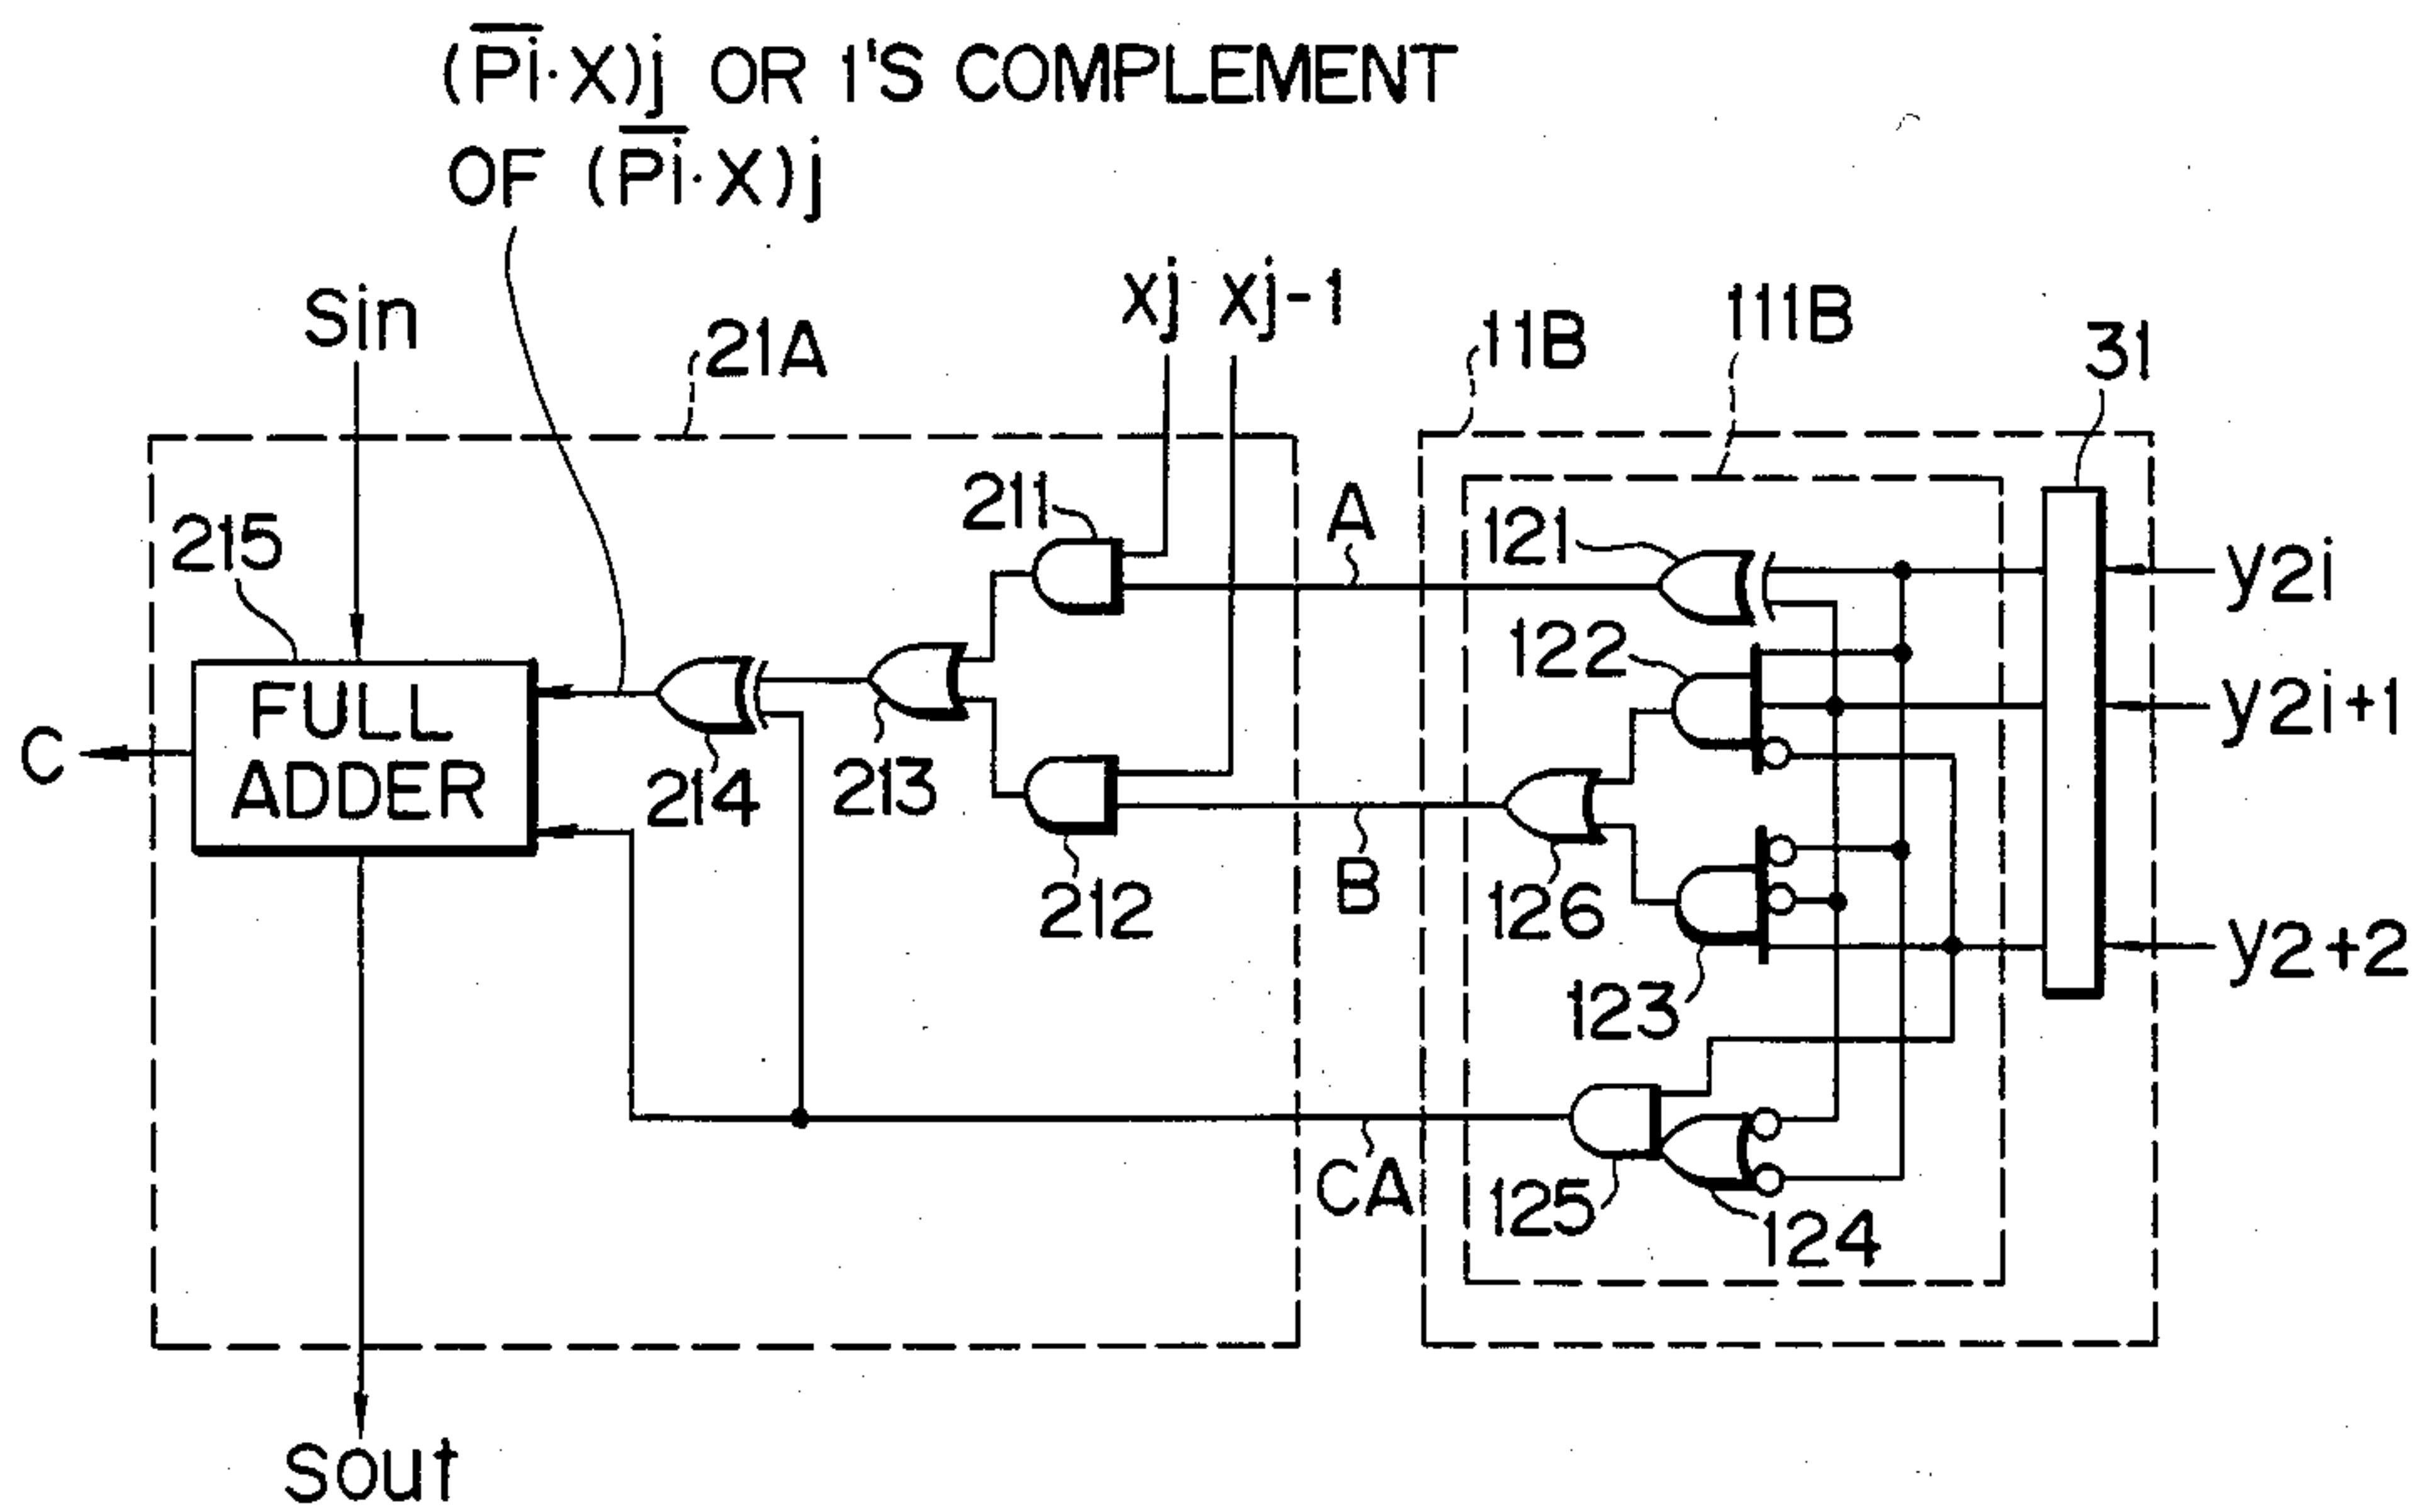 (P̅i̅·X)j OR 1'S COMPLEMENT
OF (P̅i̅·X)j
Sin
21A
xj xj-1
11B
111B
31
215
211
A
121
y2i
122
FULL
ADDER
C
214
213
212
B
126
y2i+1
123
y2+2
CA
125
124
Sout